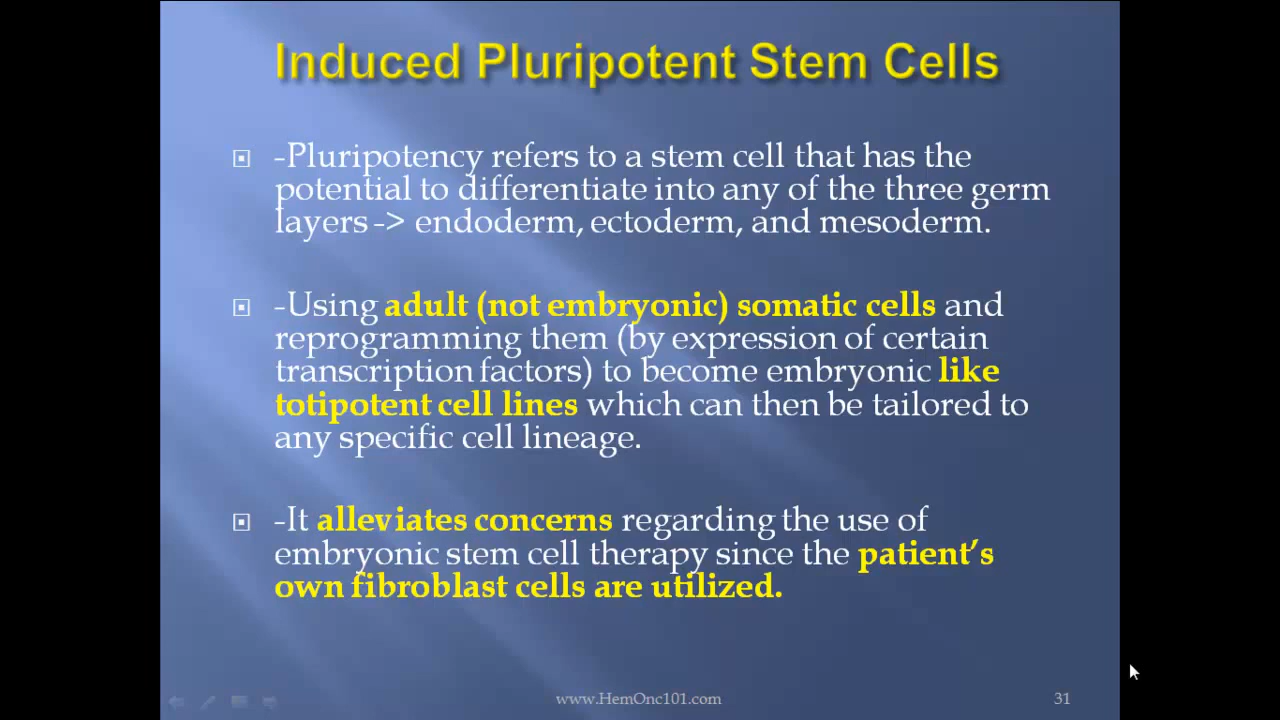 Induced Pluripotent Stem Cells
-Pluripotency refers to a stem cell that has the
potential to differentiate into any of the three germ
layers -> endoderm, ectoderm, and mesoderm.
-Using adult (not embryonic) somatic cells and
reprogramming them (by expression of certain
transcription factors) to become embryonic like
totipotent cell lines which can then be tailored to
any specific cell lineage.
-It alleviates concerns regarding the use of
embryonic stem cell therapy since the patient’s
own fibroblast cells are utilized.
www.HemOnc101.com
31